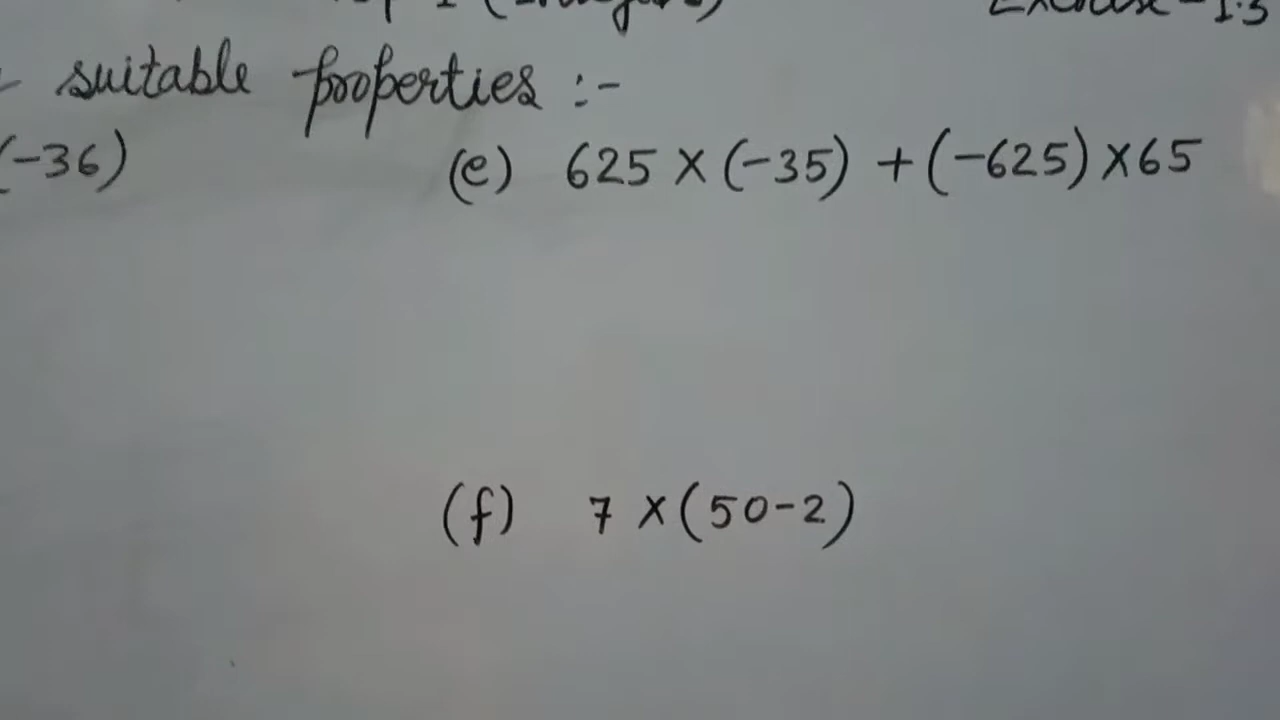 suitable properties :-
(-36) (e) 625 × (-35) + (-625) × 65
(f) 7 × (50-2)